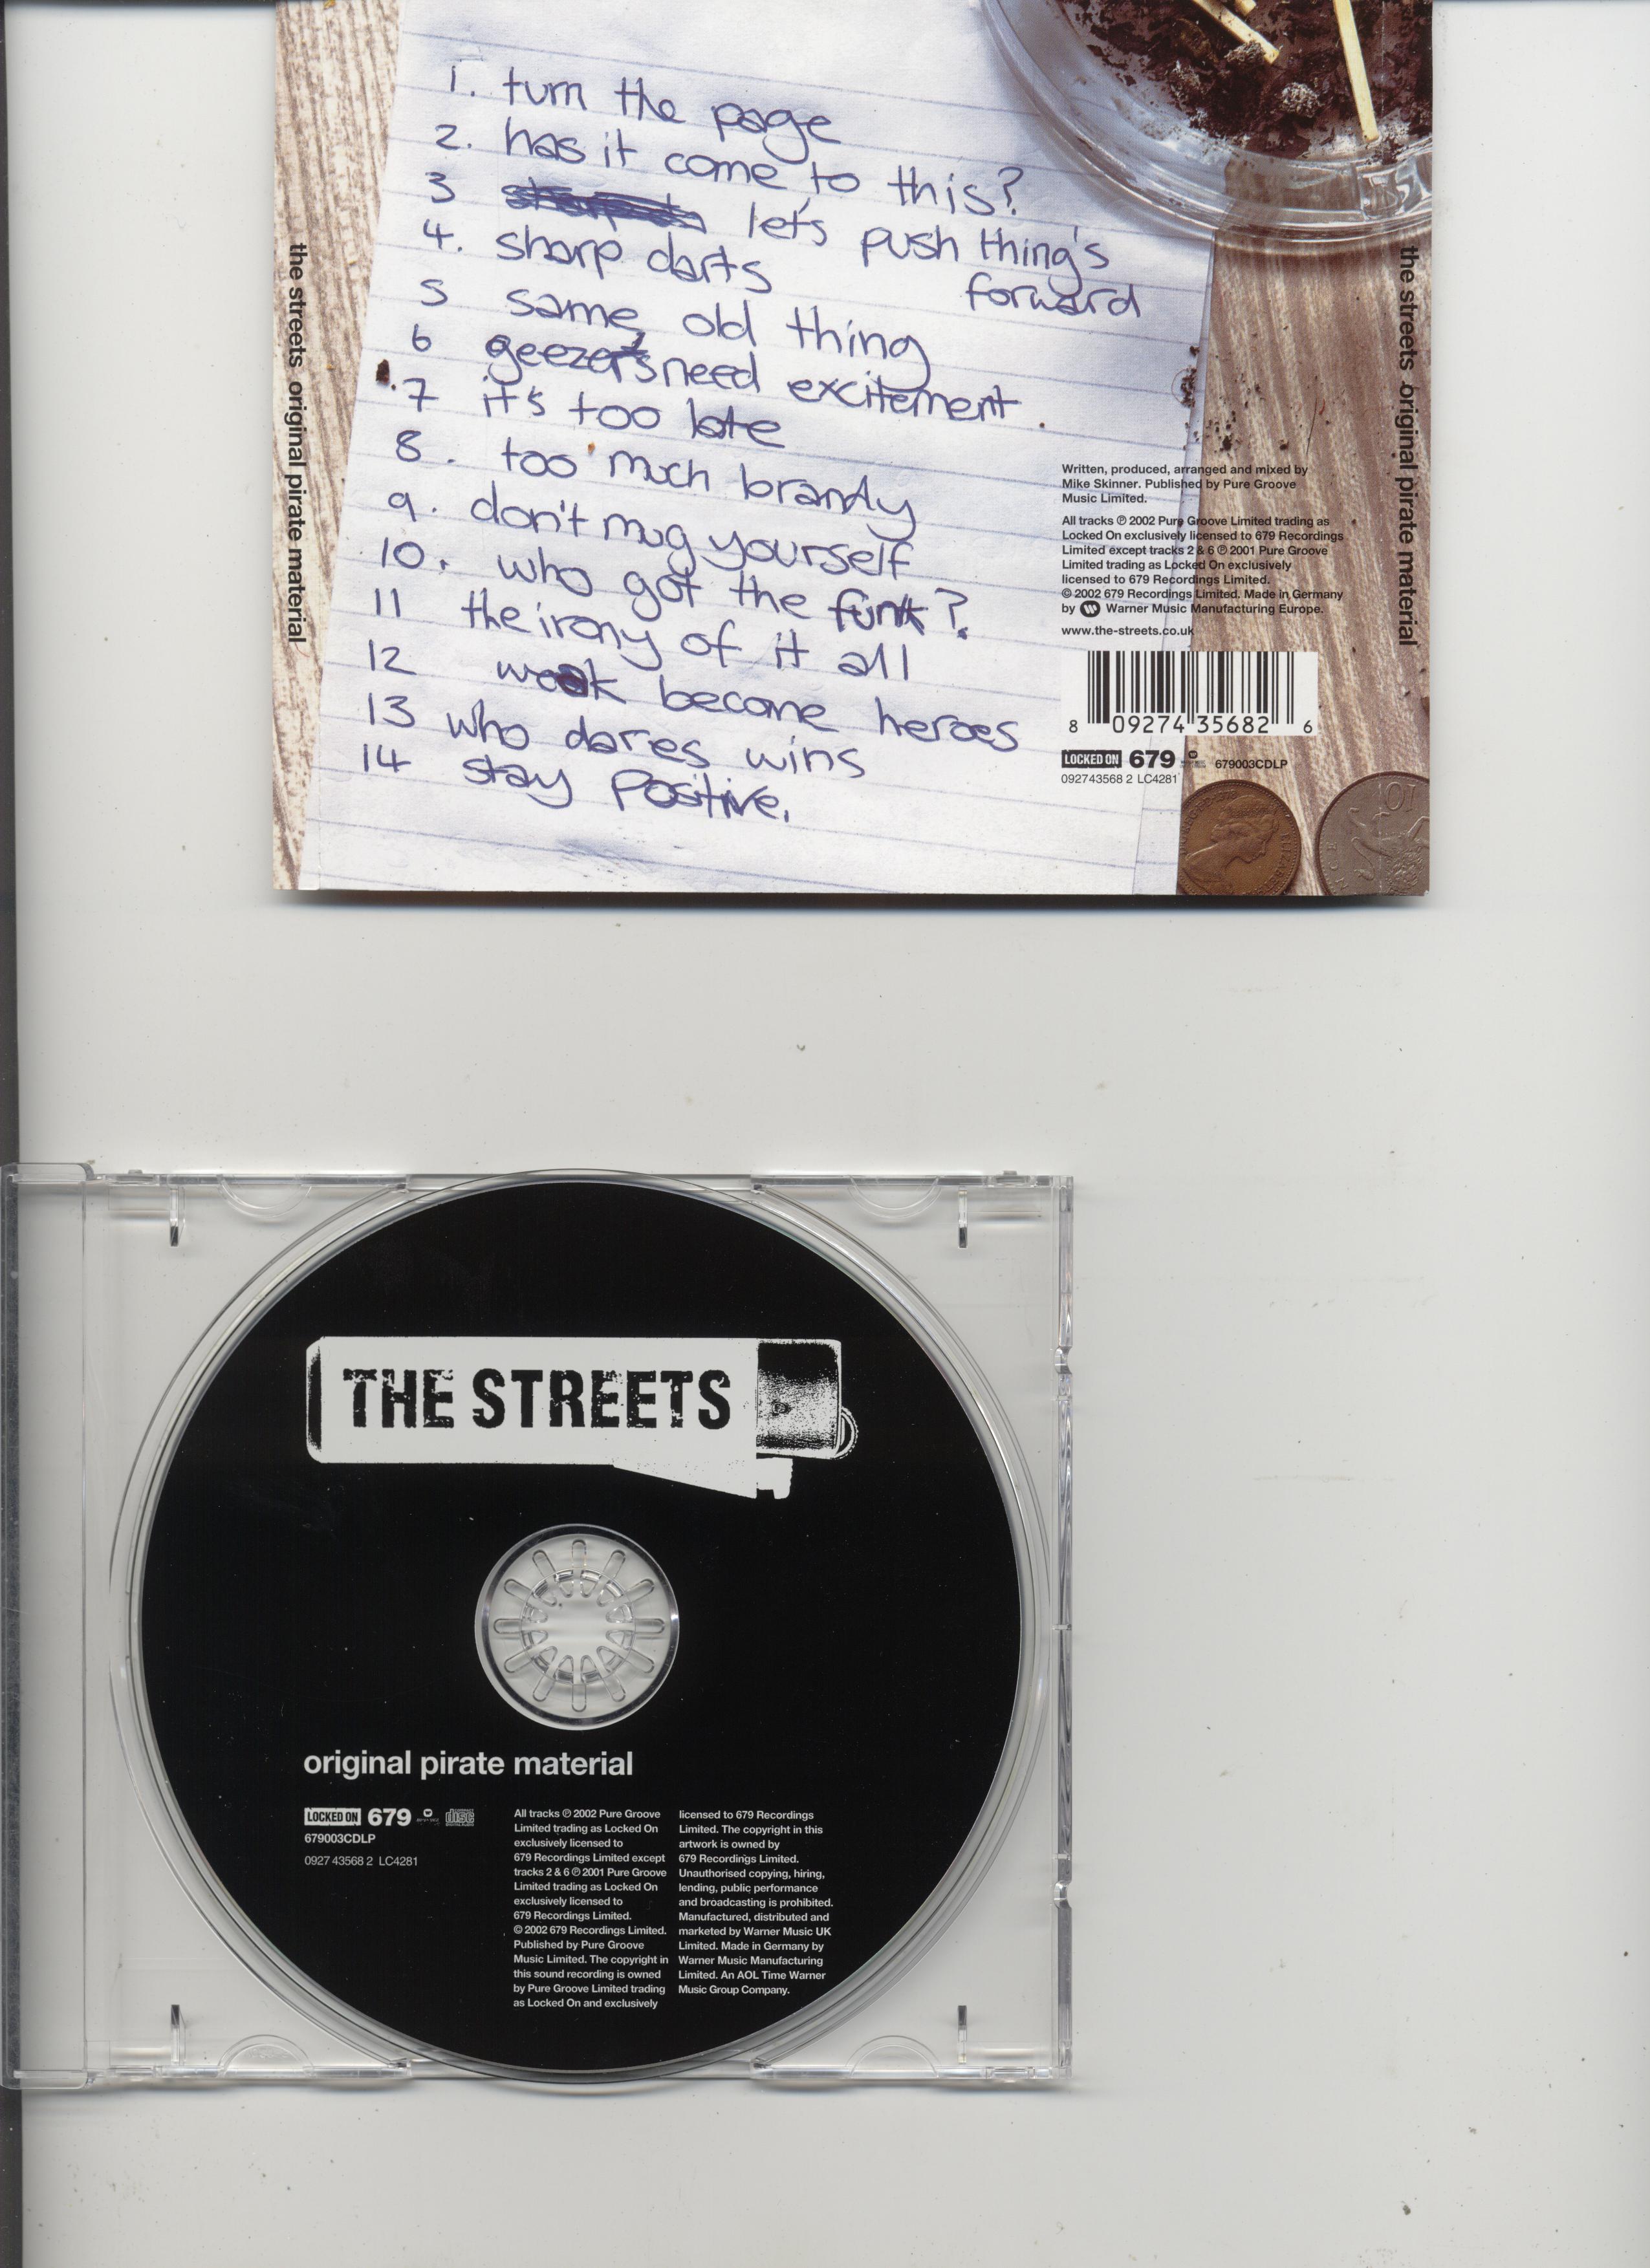 1. turn the page
2. has it come to this?
3 let's push thing's
forward
4. sharp darts
5 same old thing
6 geezers need excitement
7 it's too late
8. too much brandy
9. don't mug yourself
10. who got the funk?
11 the irony of it all
12 weak become heroes
13 who dares wins
14 stay positive.
the streets original pirate material
the streets original pirate material
Written, produced, arranged and mixed by
Mike Skinner. Published by Pure Groove
Music Limited.
All tracks ℗ 2002 Pure Groove Limited trading as
Locked On exclusively licensed to 679 Recordings
Limited except tracks 2 & 6 ℗ 2001 Pure Groove
Limited trading as Locked On exclusively
licensed to 679 Recordings Limited.
© 2002 679 Recordings Limited. Made in Germany
by Warner Music Manufacturing Europe.
www.the-streets.co.uk
8 09274 35682 6
LOCKED ON 679 679003CDLP
092743568 2 LC4281
10
THE STREETS
original pirate material
LOCKED ON 679 COMPACT disc DIGITAL AUDIO
679003CDLP
0927 43568 2 LC4281
All tracks ℗ 2002 Pure Groove
Limited trading as Locked On
exclusively licensed to
679 Recordings Limited except
tracks 2 & 6 ℗ 2001 Pure Groove
Limited trading as Locked On
exclusively licensed to
679 Recordings Limited.
© 2002 679 Recordings Limited.
Published by Pure Groove
Music Limited. The copyright in
this sound recording is owned
by Pure Groove Limited trading
as Locked On and exclusively
licensed to 679 Recordings
Limited. The copyright in this
artwork is owned by
679 Recordings Limited.
Unauthorised copying, hiring,
lending, public performance
and broadcasting is prohibited.
Manufactured, distributed and
marketed by Warner Music UK
Limited. Made in Germany by
Warner Music Manufacturing
Limited. An AOL Time Warner
Music Group Company.